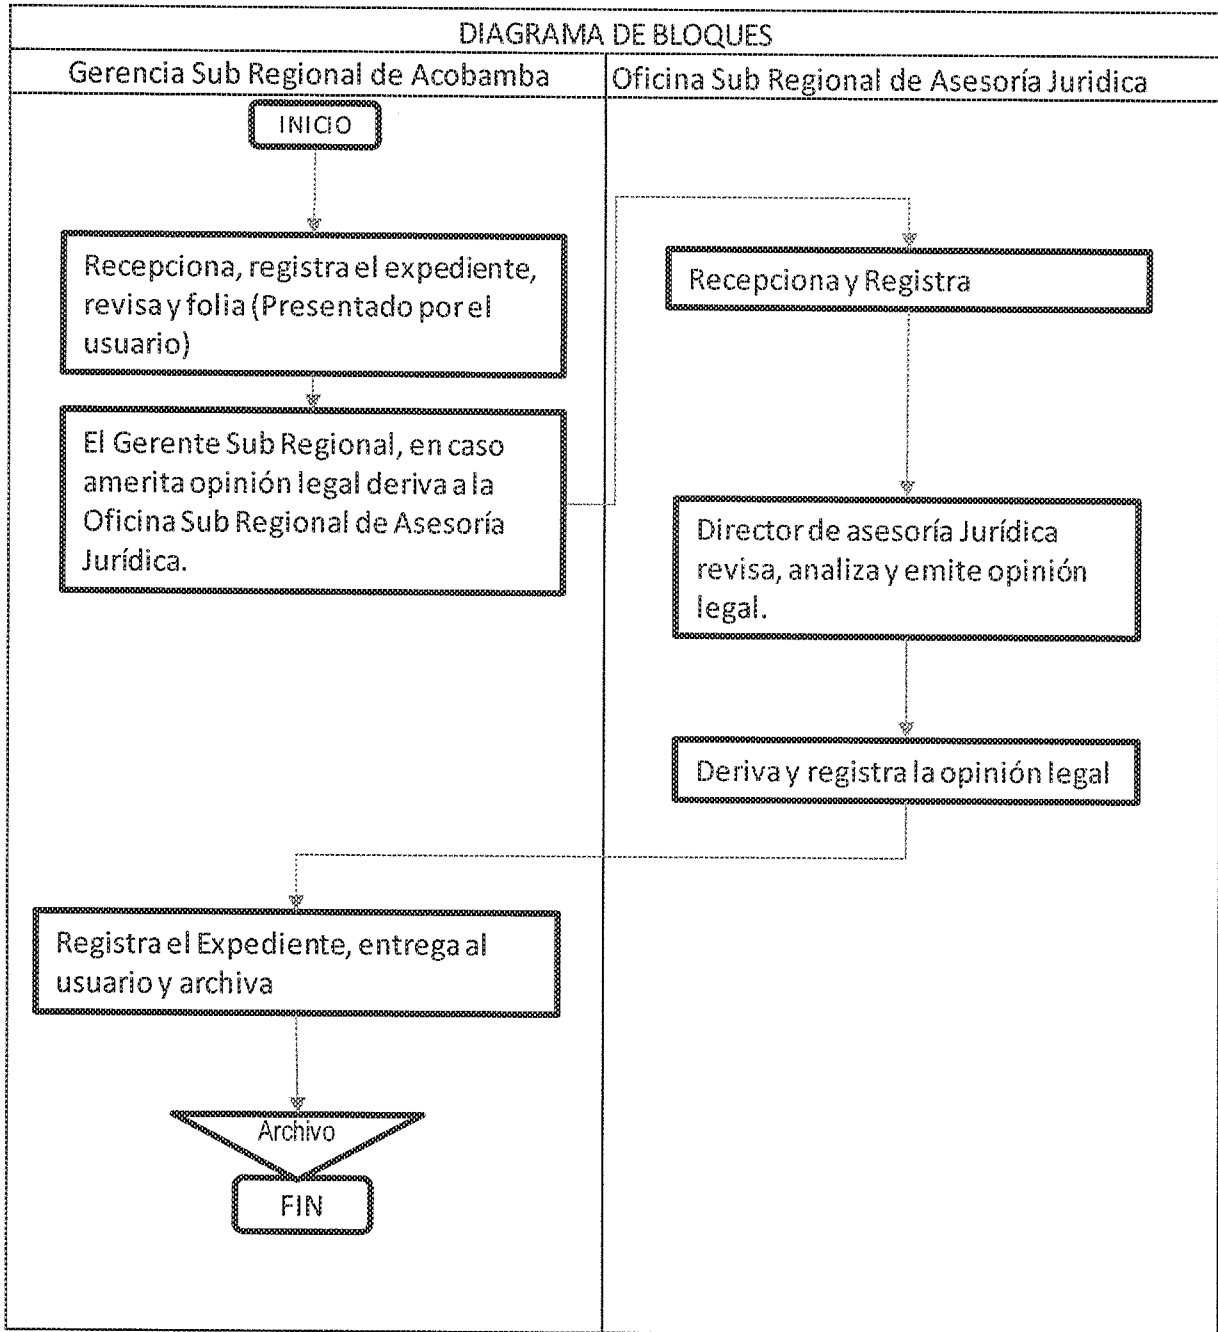 DIAGRAMA DE BLOQUES
Gerencia Sub Regional de Acobamba
Oficina Sub Regional de Asesoría Juridica
INICIO
Recepciona, registra el expediente,
revisa y folia (Presentado por el
usuario)
El Gerente Sub Regional, en caso
amerita opinión legal deriva a la
Oficina Sub Regional de Asesoría
Jurídica.
Recepciona y Registra
Director de asesoría Jurídica
revisa, analiza y emite opinión
legal.
Deriva y registra la opinión legal
Registra el Expediente, entrega al
usuario y archiva
Archivo
FIN